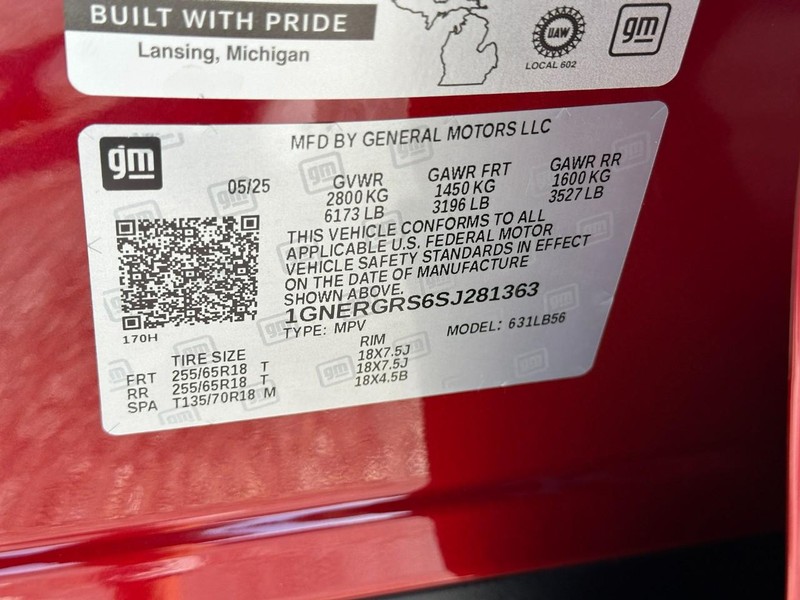 BUILT WITH PRIDE
Lansing, Michigan
UAW
LOCAL 602
gm
gm
MFD BY GENERAL MOTORS LLC
05/25
GVWR
2800 KG
6173 LB
GAWR FRT
1450 KG
3196 LB
GAWR RR
1600 KG
3527 LB
THIS VEHICLE CONFORMS TO ALL
APPLICABLE U.S. FEDERAL MOTOR
VEHICLE SAFETY STANDARDS IN EFFECT
ON THE DATE OF MANUFACTURE
SHOWN ABOVE.
1GNERGRS6SJ281363
TYPE: MPV
MODEL: 631LB56
170H
TIRE SIZE
RIM
FRT 255/65R18 T 18X7.5J
RR 255/65R18 T 18X7.5J
SPA T135/70R18 M 18X4.5B